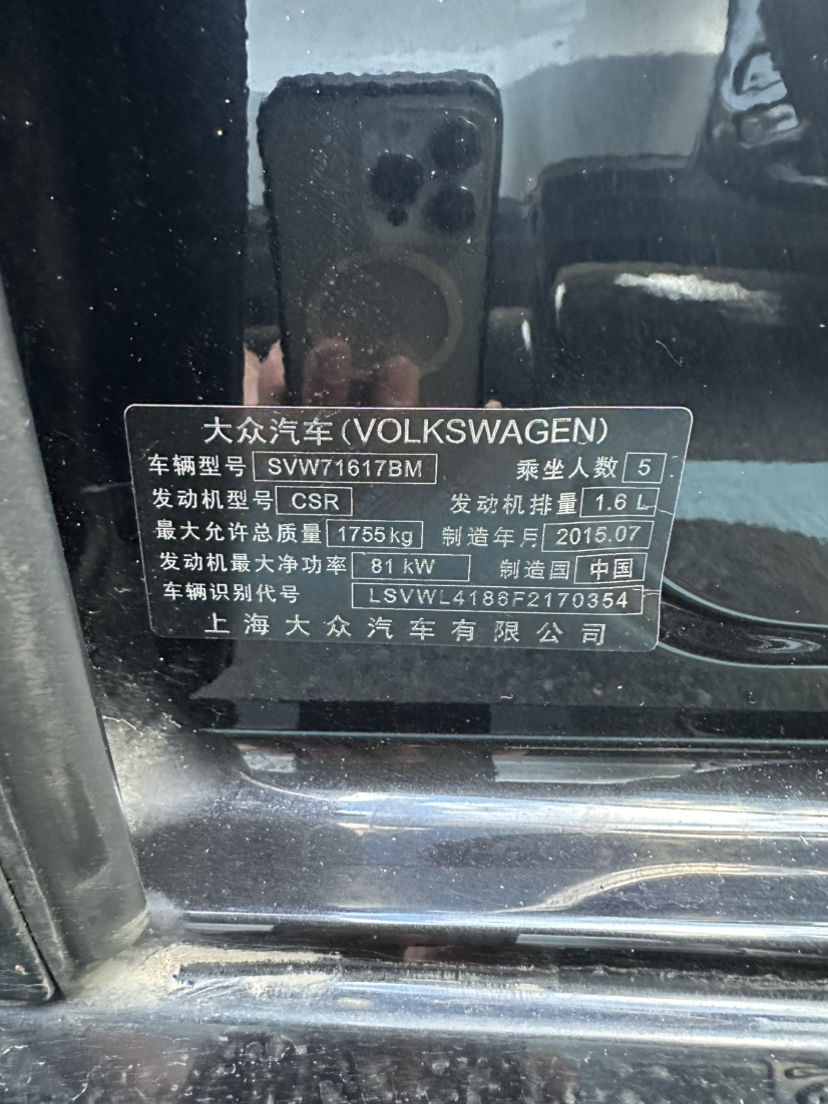 大众汽车(VOLKSWAGEN)
车辆型号 SVW71617BM 乘坐人数 5
发动机型号 CSR 发动机排量 1.6 L
最大允许总质量 1755kg 制造年月 2015.07
发动机最大净功率 81 kW 制造国 中国
车辆识别代号 LSVWL4186F2170354
上海大众汽车有限公司